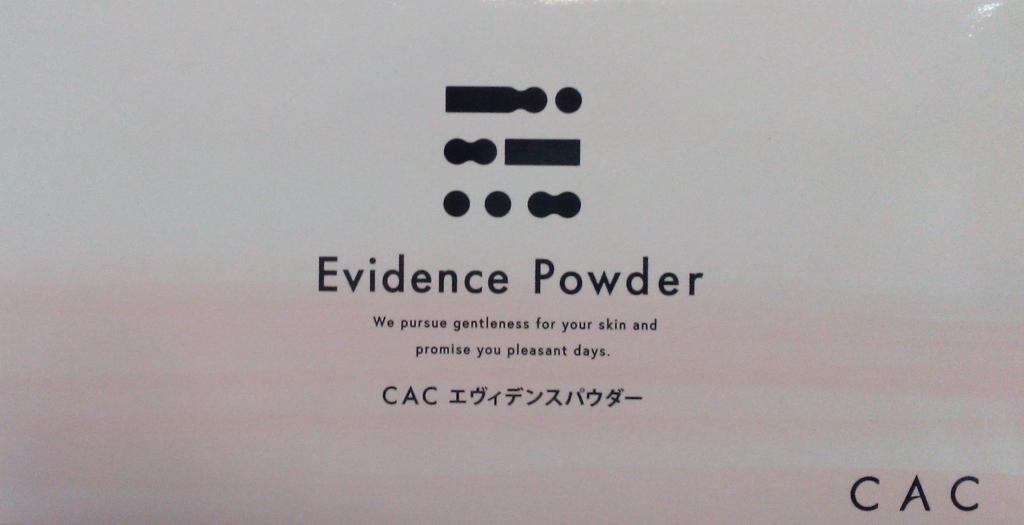 Evidence Powder
We pursue gentleness for your skin and
promise you pleasant days.
CAC エヴィデンスパウダー
CAC